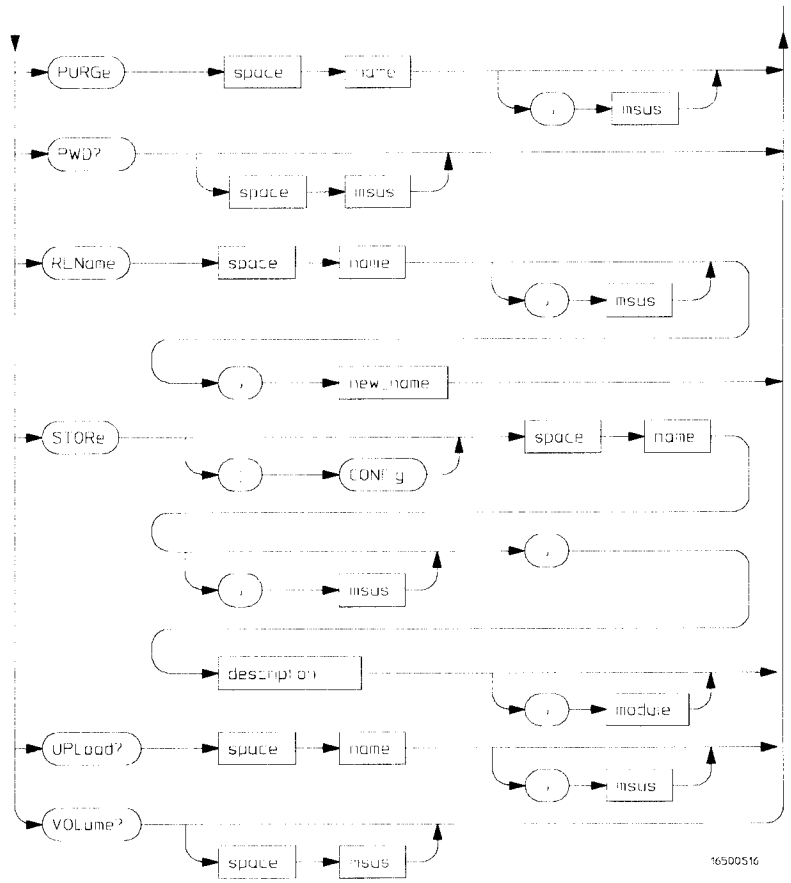 PURGe space name , msus
PWD? space msus
REName space name , msus
, new_name
STORe : CONFig space name
, msus ,
description , module
UPLoad? space name , msus
VOLume? space msus
16500516